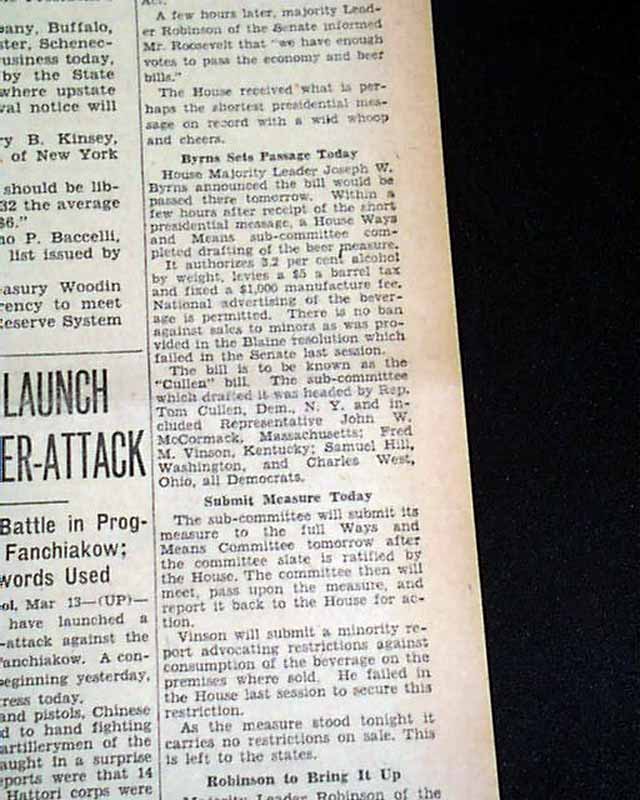 any, Buffalo,
ster, Schenec-
usiness today,
by the State
where upstate
val notice will
ry B. Kinsey,
of New York
should be lib-
32 the average
$6."
no P. Baccelli,
list issued by
asury Woodin
rency to meet
Reserve System
LAUNCH
ER-ATTACK
Battle in Prog-
Fanchiakow;
words Used
ol, Mar 13—(UP)—
have launched a
-attack against the
Fanchiakow. A con-
beginning yesterday,
ress today.
and pistols, Chinese
d to hand fighting
artillerymen of the
aught in a surprise
eports were that 14
Hattori corps were
Act.
A few hours later, majority Lead-
er Robinson of the Senate informed
Mr. Roosevelt that "we have enough
votes to pass the economy and beer
bills."
The House received what is per-
haps the shortest presidential mes-
sage on record with a wild whoop
and cheers.
Byrns Sets Passage Today
House Majority Leader Joseph W.
Byrns announced the bill would be
passed there tomorrow. Within a
few hours after receipt of the short
presidential message, a House Ways
and Means sub-committee com-
pleted drafting of the beer measure.
It authorizes 3.2 per cent alcohol
by weight, levies a $5 a barrel tax
and fixed a $1,000 manufacture fee.
National advertising of the bever-
age is permitted. There is no ban
against sales to minors as was pro-
vided in the Blaine resolution which
failed in the Senate last session.
The bill is to be known as the
"Cullen" bill. The sub-committee
which drafted it was headed by Rep.
Tom Cullen, Dem., N. Y. and in-
cluded Representative John W.
McCormack, Massachusetts; Fred
M. Vinson, Kentucky; Samuel Hill,
Washington, and Charles West,
Ohio, all Democrats.
Submit Measure Today
The sub-committee will submit its
measure to the full Ways and
Means Committee tomorrow after
the committee slate is ratified by
the House. The committee then will
meet, pass upon the measure, and
report it back to the House for ac-
tion.
Vinson will submit a minority re-
port advocating restrictions against
consumption of the beverage on the
premises where sold. He failed in
the House last session to secure this
restriction.
As the measure stood tonight it
carries no restrictions on sale. This
is left to the states.
Robinson to Bring It Up
Majority Leader Robinson of the